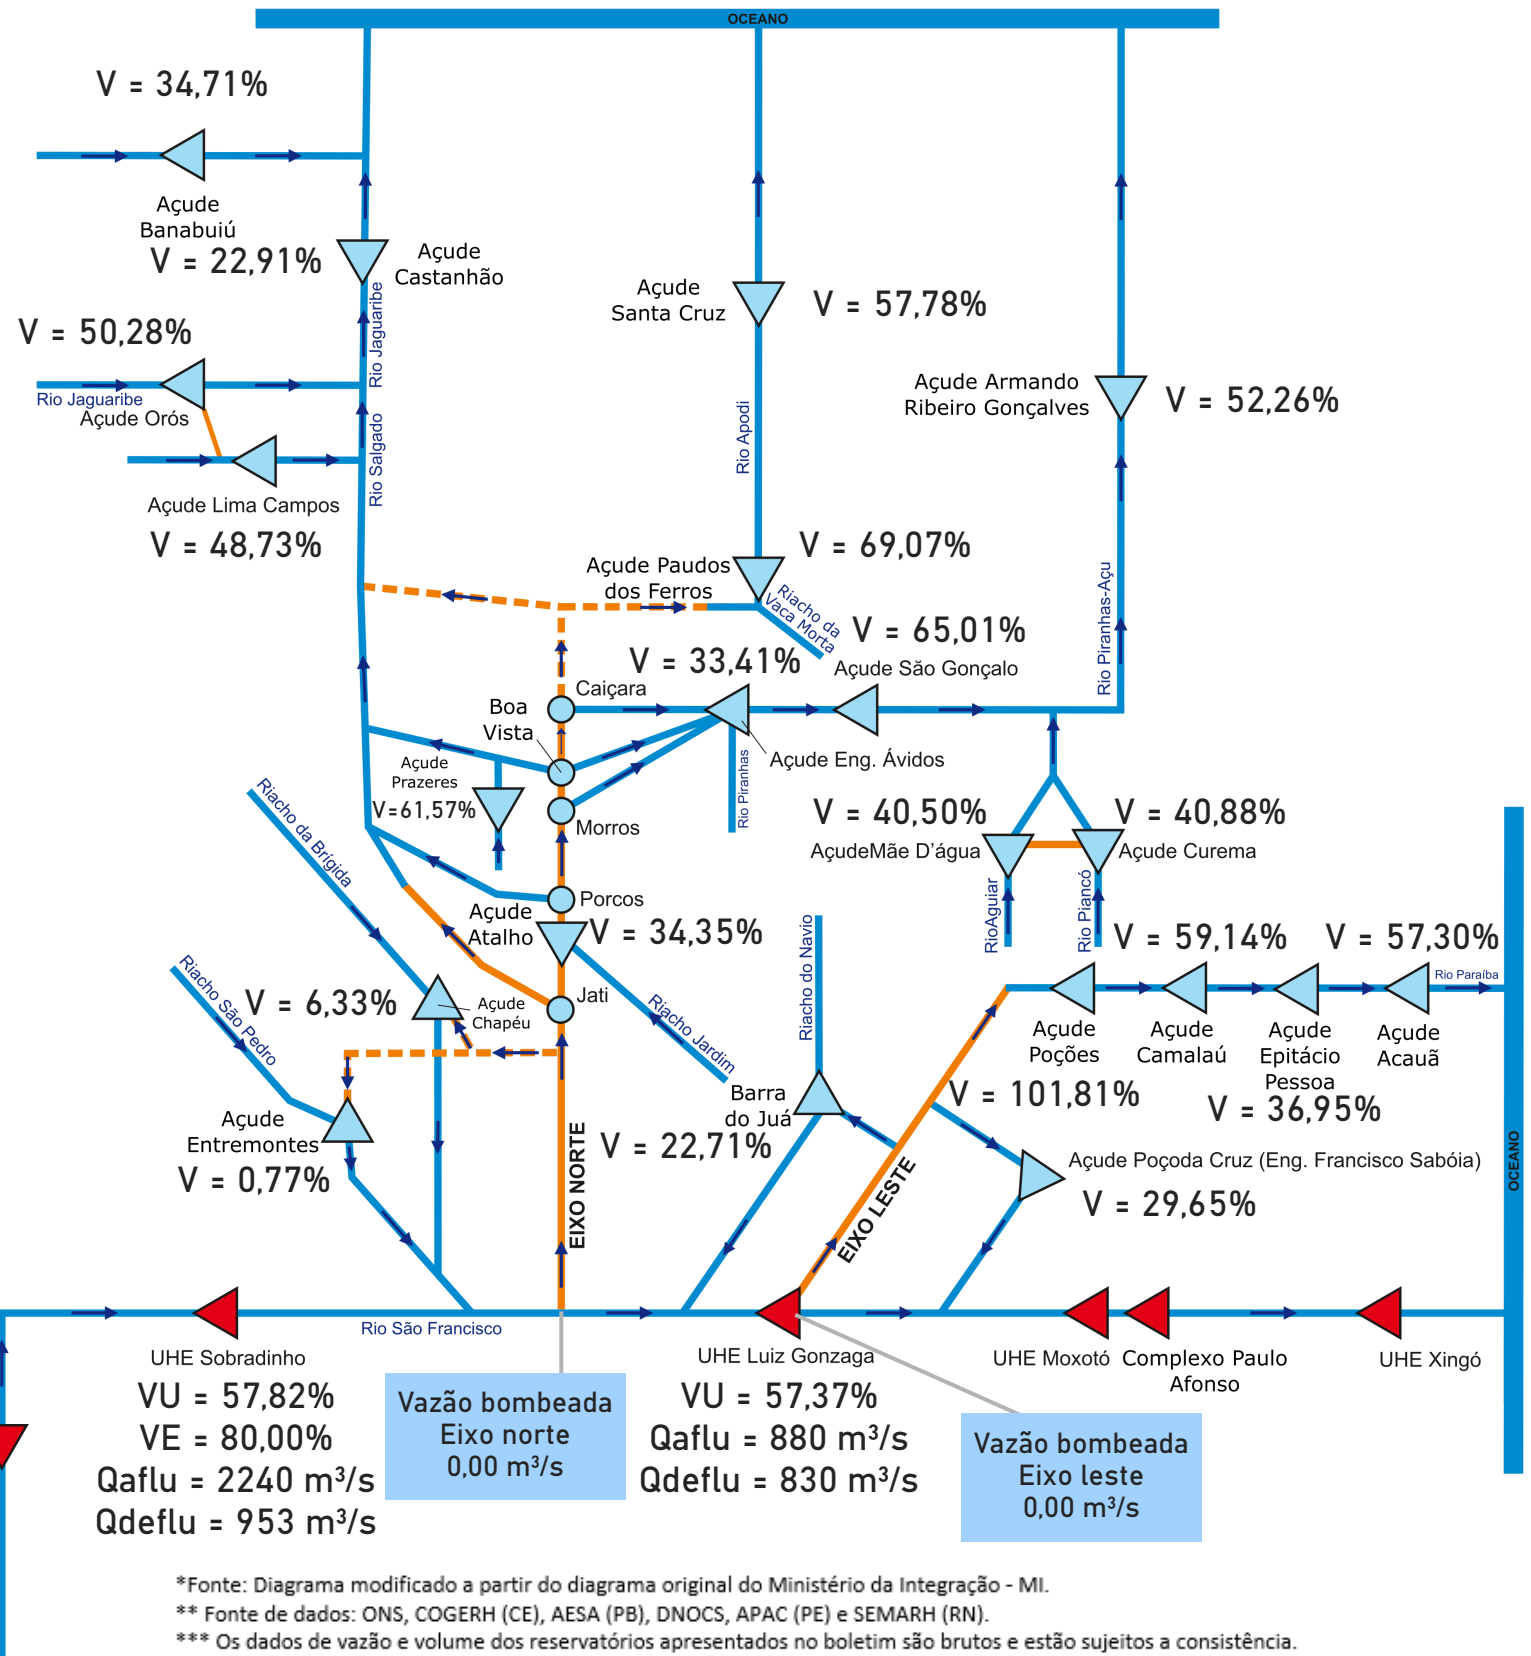 OCEANO
V = 34,71%
Açude
Banabuiú
V = 22,91%
Açude
Castanhão
Rio Jaguaribe
Açude
Santa Cruz
V = 57,78%
V = 50,28%
Rio Jaguaribe
Açude Orós
Açude Armando
Ribeiro Gonçalves
V = 52,26%
Rio Salgado
Rio Apodi
Açude Lima Campos
V = 48,73%
V = 69,07%
Açude Paudos
dos Ferros
Riacho da
Vaca Morta
Rio Piranhas-Açu
V = 65,01%
Açude São Gonçalo
V = 33,41%
Caiçara
Boa
Vista
Açude Eng. Ávidos
Rio Piranhas
Açude
Prazeres
V=61,57%
Morros
Riacho da Brígida
V = 40,50%
AçudeMãe D'água
V = 40,88%
Açude Curema
RioAguiar
Rio Piancó
Porcos
Açude
Atalho
V = 34,35%
Riacho do Navio
V = 59,14%
V = 57,30%
Rio Paraíba
Riacho São Pedro
V = 6,33%
Açude
Chapéu
Jati
Riacho Jardim
Açude
Poções
Açude
Camalaú
Açude
Epitácio
Pessoa
Açude
Acauã
V = 101,81%
V = 36,95%
Barra
do Juá
V = 22,71%
Açude
Entremontes
V = 0,77%
EIXO NORTE
EIXO LESTE
Açude Poçoda Cruz (Eng. Francisco Sabóia)
V = 29,65%
OCEANO
Rio São Francisco
UHE Sobradinho
VU = 57,82%
VE = 80,00%
Qaflu = 2240 m³/s
Qdeflu = 953 m³/s
Vazão bombeada
Eixo norte
0,00 m³/s
UHE Luiz Gonzaga
VU = 57,37%
Qaflu = 880 m³/s
Qdeflu = 830 m³/s
Vazão bombeada
Eixo leste
0,00 m³/s
UHE Moxotó
Complexo Paulo
Afonso
UHE Xingó
*Fonte: Diagrama modificado a partir do diagrama original do Ministério da Integração - MI.
** Fonte de dados: ONS, COGERH (CE), AESA (PB), DNOCS, APAC (PE) e SEMARH (RN).
*** Os dados de vazão e volume dos reservatórios apresentados no boletim são brutos e estão sujeitos a consistência.